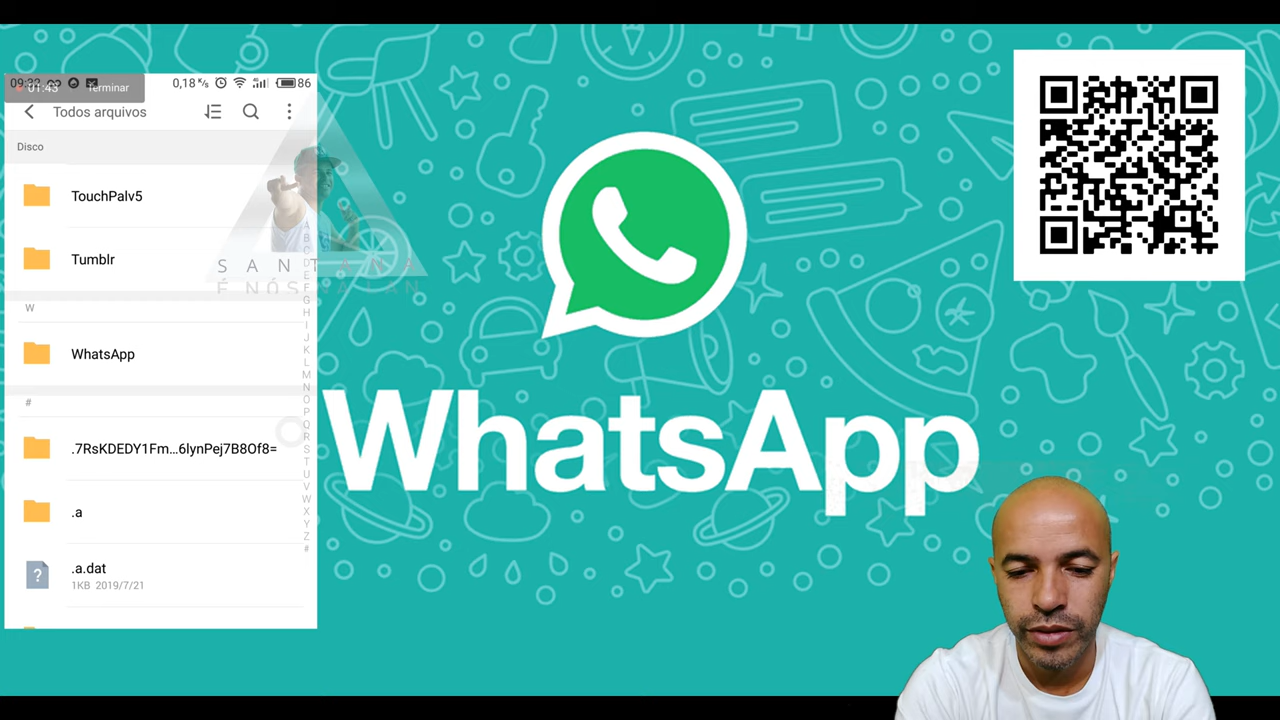 0,18 K/s 86
01:43 Terminar
Todos arquivos
Disco
TouchPalv5
Tumblr
SANTANA
É NÓS
W
WhatsApp
#
.7RsKDEDY1Fm...6lynPej7B8Of8=
.a
.a.dat
1KB 2019/7/21
A
B
C
D
E
F
G
H
I
J
K
L
M
N
O
P
Q
R
S
T
U
V
W
X
Y
Z
#
WhatsApp